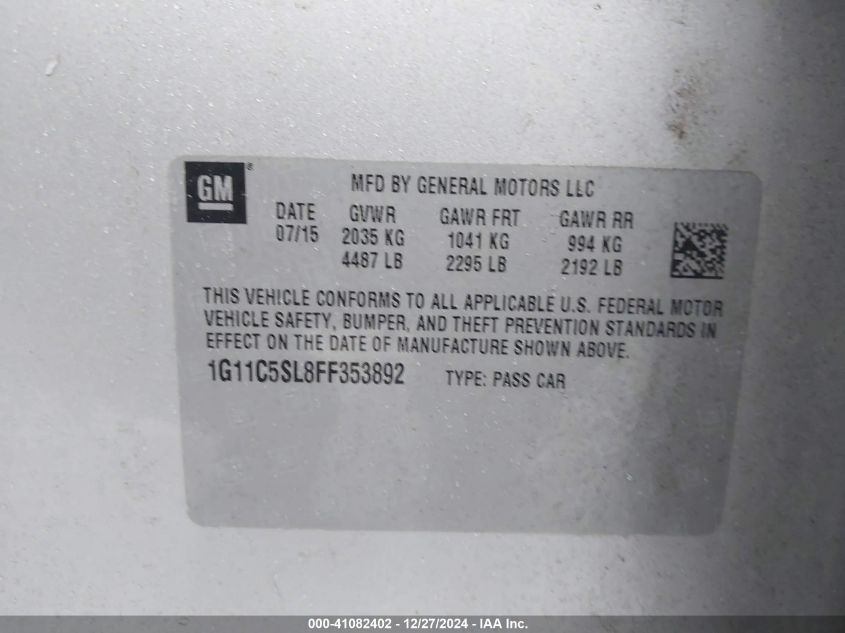 GM® MFD BY GENERAL MOTORS LLC
DATE GVWR GAWR FRT GAWR RR
07/15 2035 KG 1041 KG 994 KG
4487 LB 2295 LB 2192 LB
THIS VEHICLE CONFORMS TO ALL APPLICABLE U.S. FEDERAL MOTOR
VEHICLE SAFETY, BUMPER, AND THEFT PREVENTION STANDARDS IN
EFFECT ON THE DATE OF MANUFACTURE SHOWN ABOVE.
1G11C5SL8FF353892 TYPE: PASS CAR
000-41082402 - 12/27/2024 - IAA Inc.